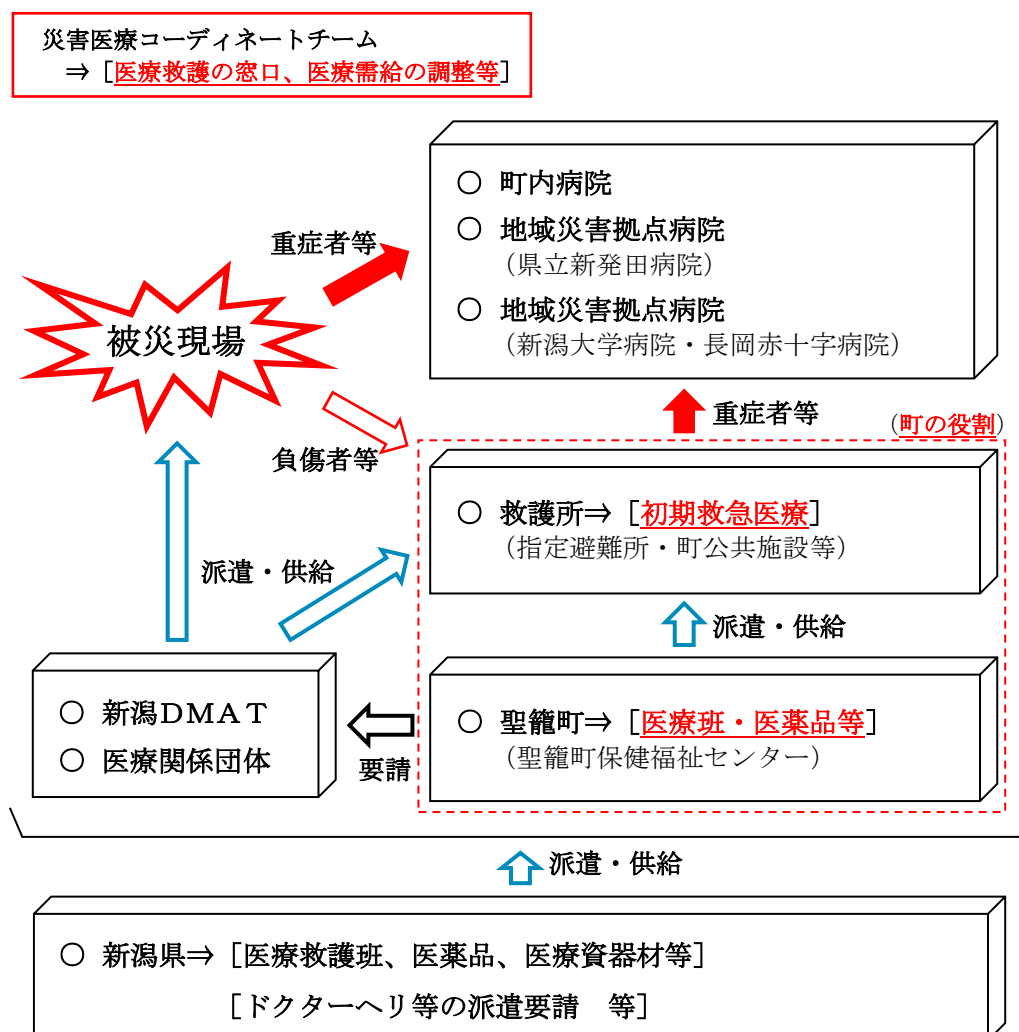 災害医療コーディネートチーム
⇒［医療救護の窓口、医療需給の調整等］
〇 町内病院
〇 地域災害拠点病院
（県立新発田病院）
〇 地域災害拠点病院
（新潟大学病院・長岡赤十字病院）
重症者等
被災現場
重症者等
（町の役割）
負傷者等
〇 救護所⇒［初期救急医療］
（指定避難所・町公共施設等）
派遣・供給
派遣・供給
〇 新潟ＤＭＡＴ
〇 医療関係団体
要請
〇 聖籠町⇒［医療班・医薬品等］
（聖籠町保健福祉センター）
派遣・供給
〇 新潟県⇒［医療救護班、医薬品、医療資器材等］
［ドクターヘリ等の派遣要請　等］